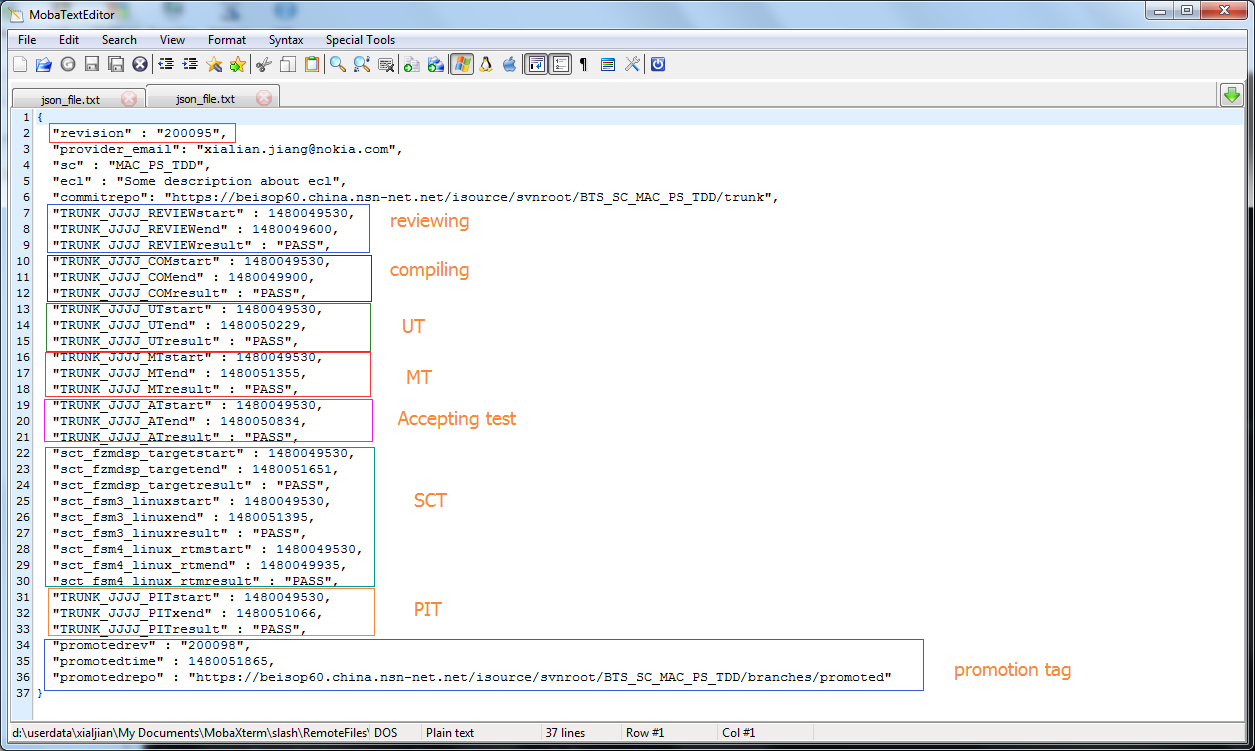 MobaTextEditor
File Edit Search View Format Syntax Special Tools
json_file.txt json_file.txt
1 {
2 "revision" : "200095",
3 "provider_email": "xialian.jiang@nokia.com",
4 "sc" : "MAC_PS_TDD",
5 "ecl" : "Some description about ecl",
6 "commitrepo": "https://beisop60.china.nsn-net.net/isource/svnroot/BTS_SC_MAC_PS_TDD/trunk",
7 "TRUNK_JJJJ_REVIEWstart" : 1480049530,
reviewing
8 "TRUNK_JJJJ_REVIEWend" : 1480049600,
9 "TRUNK_JJJJ_REVIEWresult" : "PASS",
10 "TRUNK_JJJJ_COMstart" : 1480049530,
compiling
11 "TRUNK_JJJJ_COMend" : 1480049900,
12 "TRUNK_JJJJ_COMresult" : "PASS",
13 "TRUNK_JJJJ_UTstart" : 1480049530,
14 "TRUNK_JJJJ_UTend" : 1480050229,
UT
15 "TRUNK_JJJJ_UTresult" : "PASS",
16 "TRUNK_JJJJ_MTstart" : 1480049530,
17 "TRUNK_JJJJ_MTend" : 1480051355,
MT
18 "TRUNK_JJJJ_MTresult" : "PASS",
19 "TRUNK_JJJJ_ATstart" : 1480049530,
20 "TRUNK_JJJJ_ATend" : 1480050834,
Accepting test
21 "TRUNK_JJJJ_ATresult" : "PASS",
22 "sct_fzmdsp_targetstart" : 1480049530,
23 "sct_fzmdsp_targetend" : 1480051651,
24 "sct_fzmdsp_targetresult" : "PASS",
25 "sct_fsm3_linuxstart" : 1480049530,
SCT
26 "sct_fsm3_linuxend" : 1480051395,
27 "sct_fsm3_linuxresult" : "PASS",
28 "sct_fsm4_linux_rtmstart" : 1480049530,
29 "sct_fsm4_linux_rtmend" : 1480049935,
30 "sct_fsm4_linux_rtmresult" : "PASS",
31 "TRUNK_JJJJ_PITstart" : 1480049530,
32 "TRUNK_JJJJ_PITxend" : 1480051066,
PIT
33 "TRUNK_JJJJ_PITresult" : "PASS",
34 "promotedrev" : "200098",
35 "promotedtime" : 1480051865,
36 "promotedrepo" : "https://beisop60.china.nsn-net.net/isource/svnroot/BTS_SC_MAC_PS_TDD/branches/promoted"
promotion tag
37 }
d:\userdata\xialjian\My Documents\MobaXterm\slash\RemoteFiles\ DOS Plain text 37 lines Row #1 Col #1